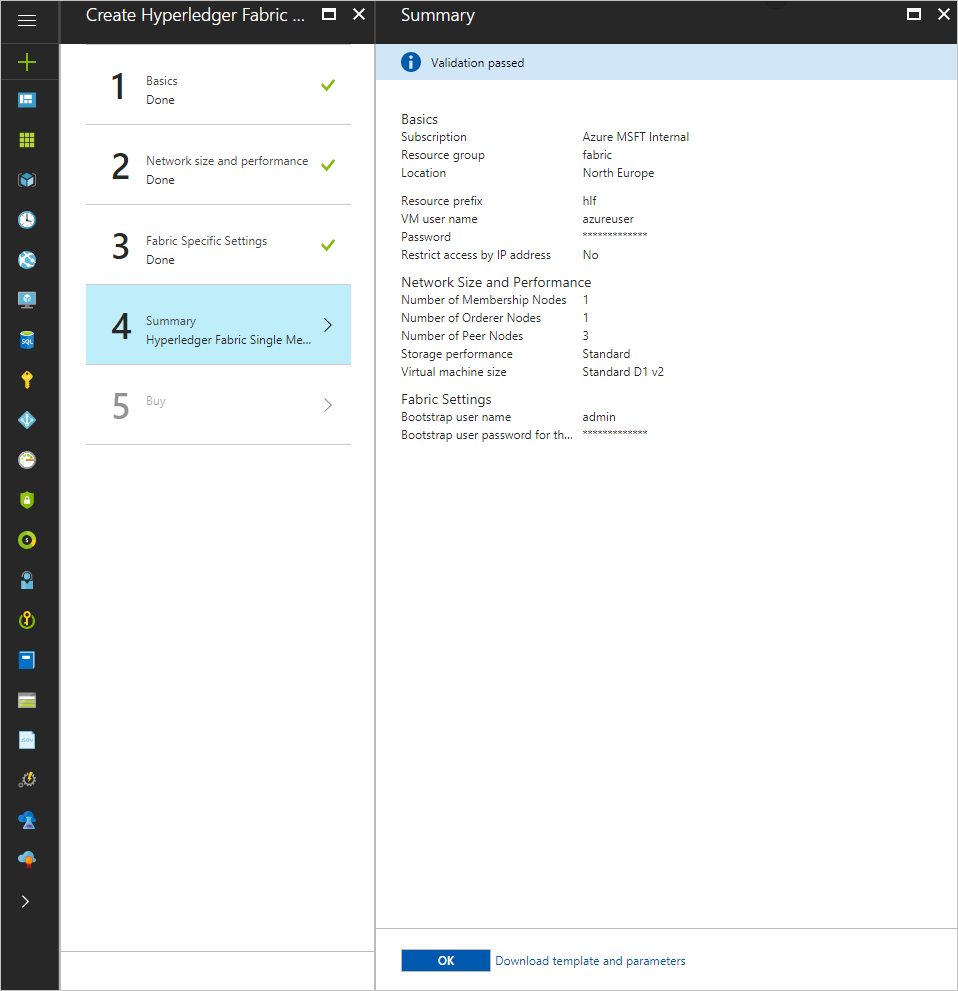 Create Hyperledger Fabric ...
1 Basics
Done
2 Network size and performance
Done
3 Fabric Specific Settings
Done
4 Summary
Hyperledger Fabric Single Me...
5 Buy
Summary
Validation passed
Basics
Subscription Azure MSFT Internal
Resource group fabric
Location North Europe
Resource prefix hlf
VM user name azureuser
Password *************
Restrict access by IP address No
Network Size and Performance
Number of Membership Nodes 1
Number of Orderer Nodes 1
Number of Peer Nodes 3
Storage performance Standard
Virtual machine size Standard D1 v2
Fabric Settings
Bootstrap user name admin
Bootstrap user password for th... *************
OK Download template and parameters
SQL